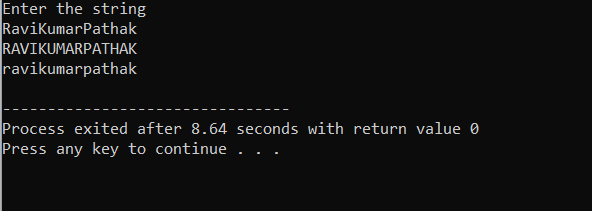 Enter the string
RaviKumarPathak
RAVIKUMARPATHAK
ravikumarpathak
--------------------------------
Process exited after 8.64 seconds with return value 0
Press any key to continue . . .